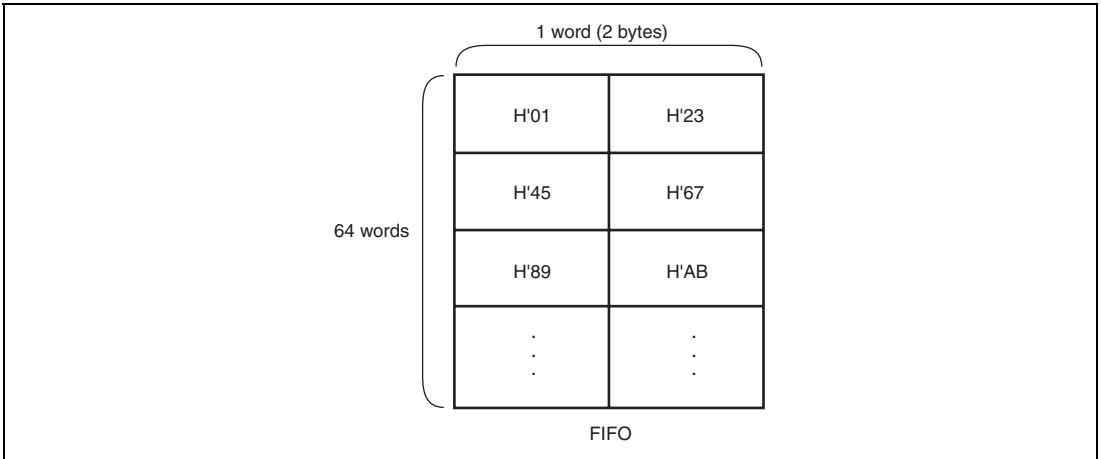 1 word (2 bytes)
H'01 H'23
H'45 H'67
64 words
H'89 H'AB
. .
. .
. .
FIFO